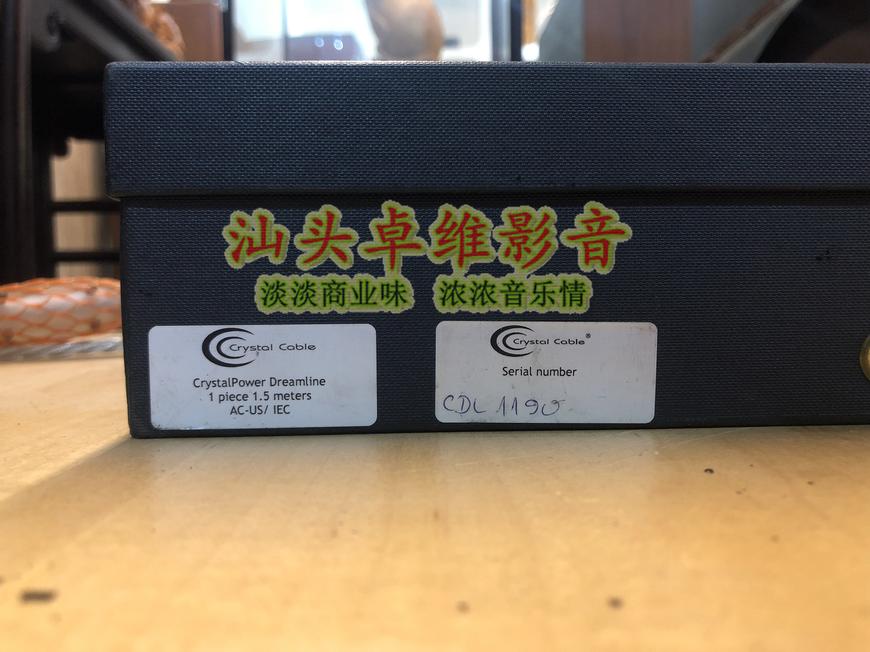 汕头卓维影音
淡淡商业味 浓浓音乐情
Crystal Cable
CrystalPower Dreamline
1 piece 1.5 meters
AC-US/ IEC
Crystal Cable®
Serial number
CDL 1190